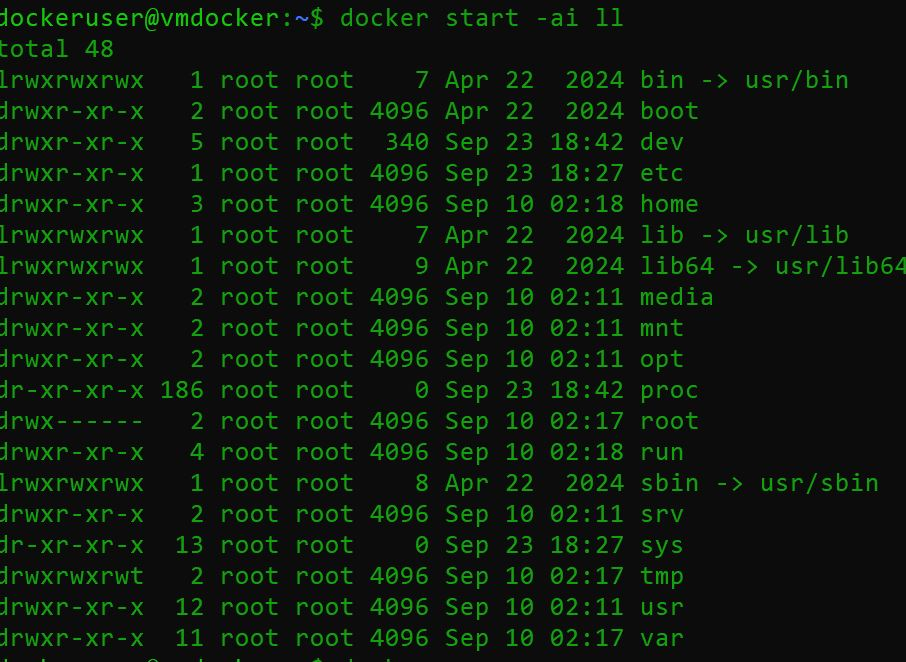 dockeruser@vmdocker:~$ docker start -ai ll
total 48
lrwxrwxrwx   1 root root    7 Apr 22  2024 bin -> usr/bin
drwxr-xr-x   2 root root 4096 Apr 22  2024 boot
drwxr-xr-x   5 root root  340 Sep 23 18:42 dev
drwxr-xr-x   1 root root 4096 Sep 23 18:27 etc
drwxr-xr-x   3 root root 4096 Sep 10 02:18 home
lrwxrwxrwx   1 root root    7 Apr 22  2024 lib -> usr/lib
lrwxrwxrwx   1 root root    9 Apr 22  2024 lib64 -> usr/lib64
drwxr-xr-x   2 root root 4096 Sep 10 02:11 media
drwxr-xr-x   2 root root 4096 Sep 10 02:11 mnt
drwxr-xr-x   2 root root 4096 Sep 10 02:11 opt
dr-xr-xr-x 186 root root    0 Sep 23 18:42 proc
drwx------   2 root root 4096 Sep 10 02:17 root
drwxr-xr-x   4 root root 4096 Sep 10 02:18 run
lrwxrwxrwx   1 root root    8 Apr 22  2024 sbin -> usr/sbin
drwxr-xr-x   2 root root 4096 Sep 10 02:11 srv
dr-xr-xr-x  13 root root    0 Sep 23 18:27 sys
drwxrwxrwt   2 root root 4096 Sep 10 02:17 tmp
drwxr-xr-x  12 root root 4096 Sep 10 02:11 usr
drwxr-xr-x  11 root root 4096 Sep 10 02:17 var